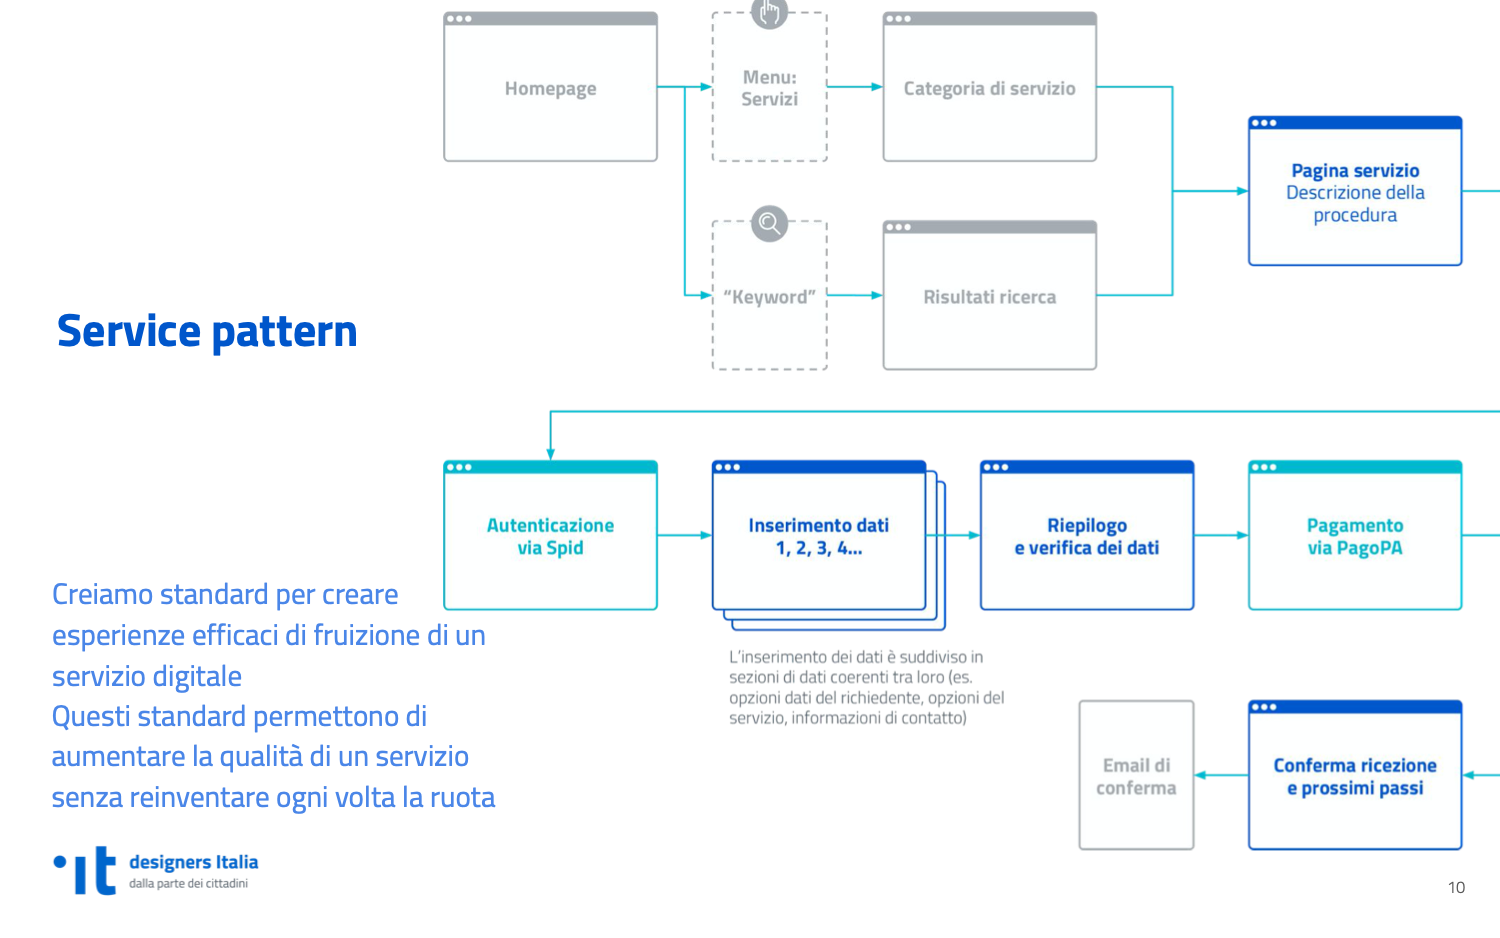 Homepage
Menu:
Servizi
Categoria di servizio
Pagina servizio
Descrizione della
procedura
“Keyword”
Risultati ricerca
Service pattern
Autenticazione
via Spid
Inserimento dati
1, 2, 3, 4...
Riepilogo
e verifica dei dati
Pagamento
via PagoPA
Creiamo standard per creare
esperienze efficaci di fruizione di un
servizio digitale
Questi standard permettono di
aumentare la qualità di un servizio
senza reinventare ogni volta la ruota
L’inserimento dei dati è suddiviso in
sezioni di dati coerenti tra loro (es.
opzioni dati del richiedente, opzioni del
servizio, informazioni di contatto)
Email di
conferma
Conferma ricezione
e prossimi passi
it
designers Italia
dalla parte dei cittadini
10